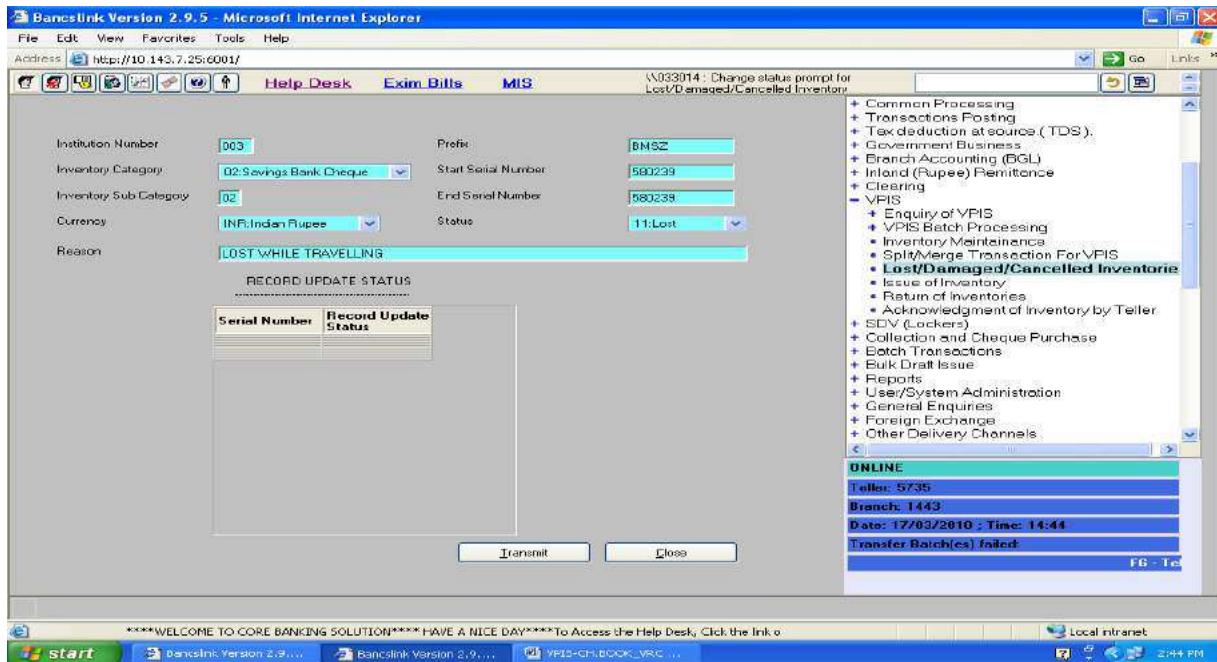 Bancslink Version 2.9.5 - Microsoft Internet Explorer
File Edit View Favorites Tools Help
Address http://10.143.7.25:6001/ Go Links »
Help Desk Exim Bills MIS \\033014 : Change status prompt for
Lost/Damaged/Cancelled Inventory
Institution Number 003 Prefix BMSZ
Inventory Category 02:Savings Bank Cheque Start Serial Number 580239
Inventory Sub Category 02 End Serial Number 580239
Currency INR:Indian Rupee Status 11:Lost
Reason LOST WHILE TRAVELLING
RECORD UPDATE STATUS
Serial Number Record Update
Status
Transmit Close
+ Common Processing
+ Transactions Posting
+ Tax deduction at source.( TDS ).
+ Government Business
+ Branch Accounting (BGL)
+ Inland (Rupee) Remittance
+ Clearing
− VPIS
+ Enquiry of VPIS
+ VPIS Batch Processing
• Inventory Maintainance
• Split/Merge Transaction For VPIS
• Lost/Damaged/Cancelled Inventorie
• Issue of Inventory
• Return of Inventories
• Acknowledgment of Inventory by Teller
+ SDV (Lockers)
+ Collection and Cheque Purchase
+ Batch Transactions
+ Bulk Draft Issue
+ Reports
+ User/System Administration
+ General Enquiries
+ Foreign Exchange
+ Other Delivery Channels
ONLINE
Teller: 5735
Branch: 1443
Date: 17/03/2010 ; Time: 14:44
Transfer Batch(es) failed:
F6 - Tel
****WELCOME TO CORE BANKING SOLUTION**** HAVE A NICE DAY****To Access the Help Desk, Click the link o
Local intranet
start Bancslink Version 2.9.... Bancslink Version 2.9.... VPIS-CH.BOOK_VRC ... 2:44 PM